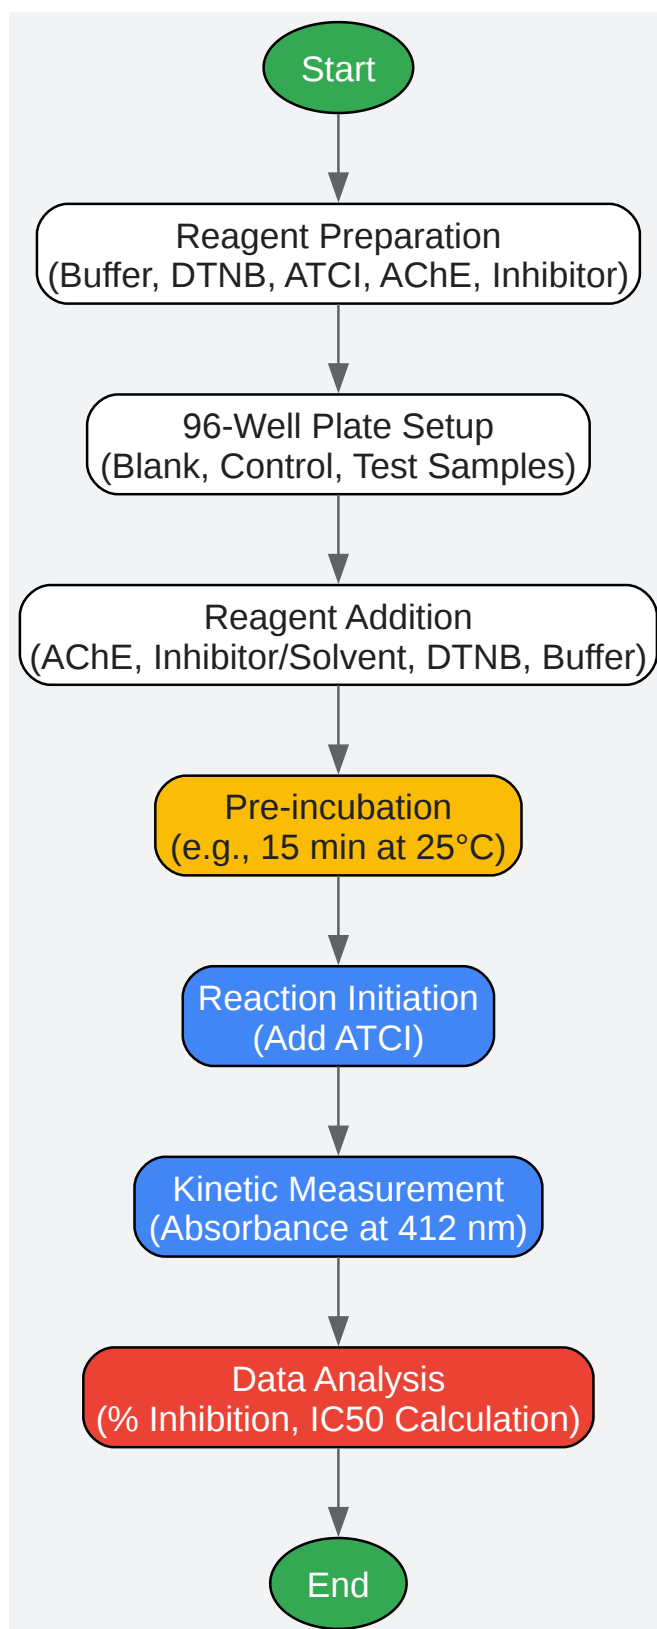 Start
Reagent Preparation
(Buffer, DTNB, ATCI, AChE, Inhibitor)
96-Well Plate Setup
(Blank, Control, Test Samples)
Reagent Addition
(AChE, Inhibitor/Solvent, DTNB, Buffer)
Pre-incubation
(e.g., 15 min at 25°C)
Reaction Initiation
(Add ATCI)
Kinetic Measurement
(Absorbance at 412 nm)
Data Analysis
(% Inhibition, IC50 Calculation)
End